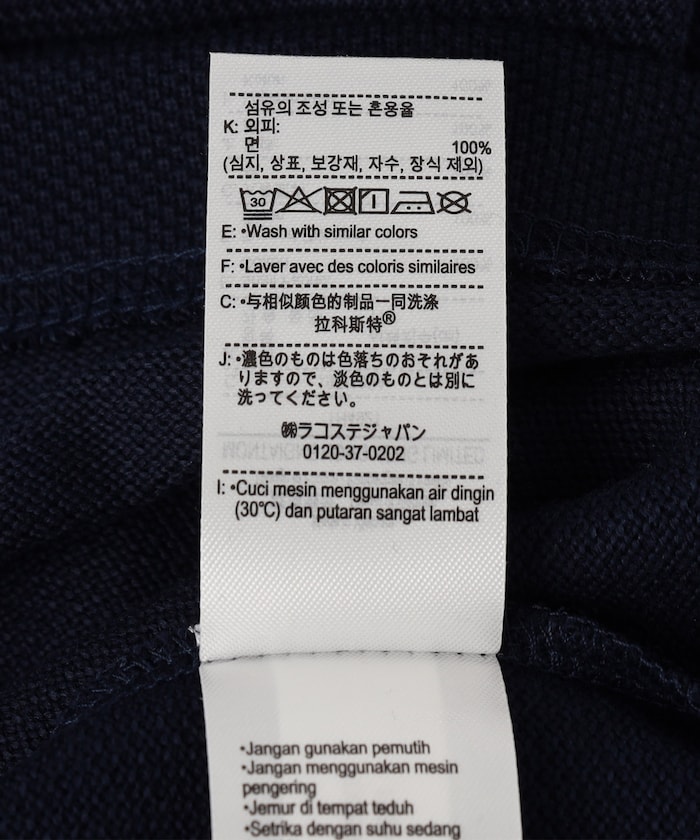 섬유의 조성 또는 혼용율
K: 외피:
면 100%
(심지, 상표, 보강재, 자수, 장식 제외)
30
E: •Wash with similar colors
F: •Laver avec des coloris similaires
C: •与相似颜色的制品一同洗涤
拉科斯特®
J: •濃色のものは色落ちのおそれがあ
りますので、淡色のものとは別に
洗ってください。
㈱ラコステジャパン
0120-37-0202
I: •Cuci mesin menggunakan air dingin
(30℃) dan putaran sangat lambat
•Jangan gunakan pemutih
•Jangan menggunakan mesin
pengering
•Jemur di tempat teduh
•Setrika dengan suhu sedang